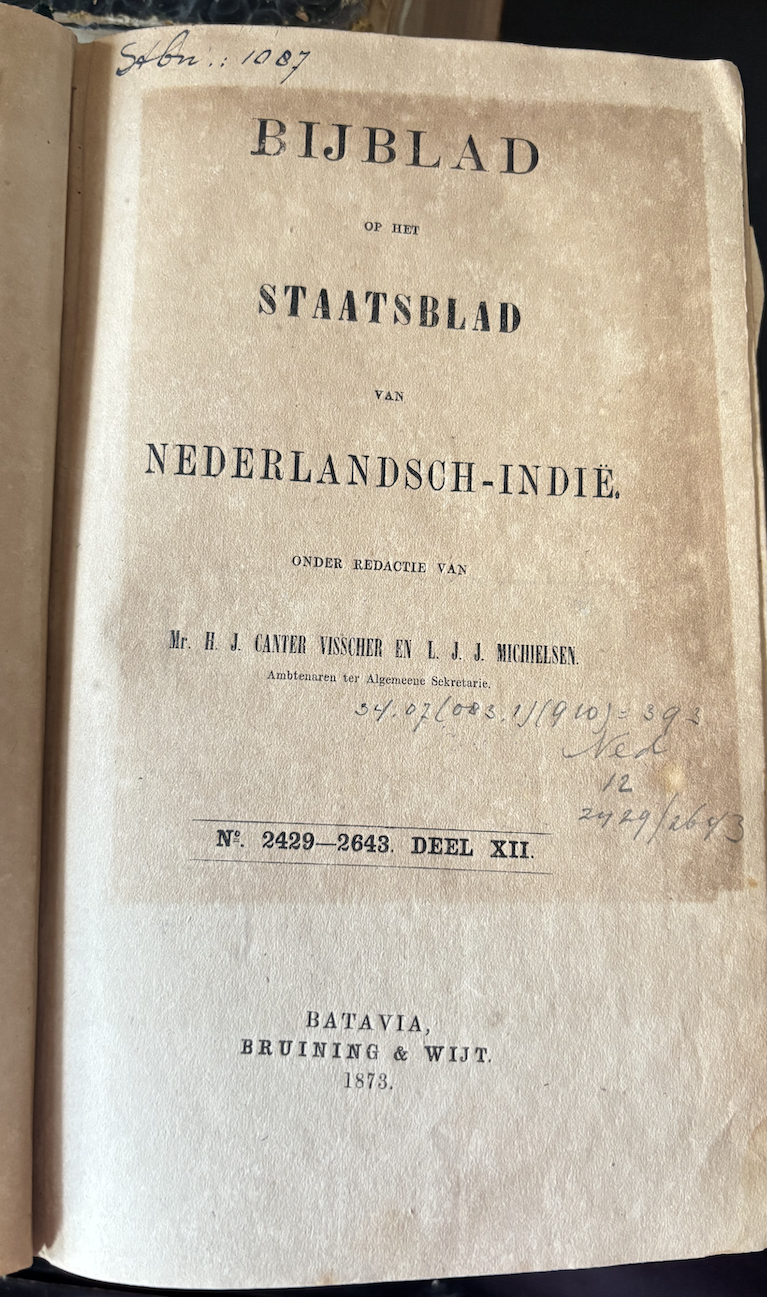 Stbn.: 1087
BIJBLAD
OP HET
STAATSBLAD
VAN
NEDERLANDSCH-INDIË.
ONDER REDACTIE VAN
Mr. H. J. CANTER VISSCHER EN L. J. J. MICHIELSEN.
Ambtenaren ter Algemeene Sekretarie.
34.07(083.1)(910)=393
Ned
12
2429/2643
Nº. 2429—2643. DEEL XII.
BATAVIA,
BRUINING & WIJT.
1873.